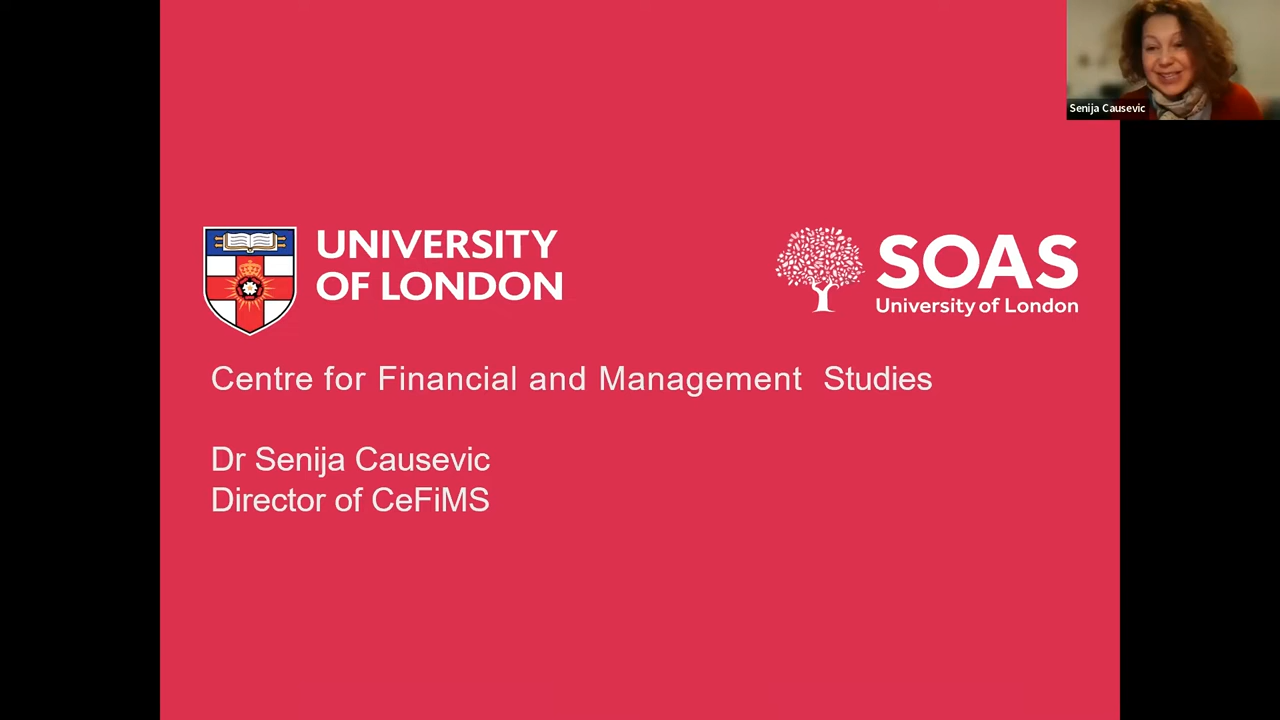 Senija Causevic
UNIVERSITY
OF LONDON
SOAS
University of London
Centre for Financial and Management Studies
Dr Senija Causevic
Director of CeFiMS